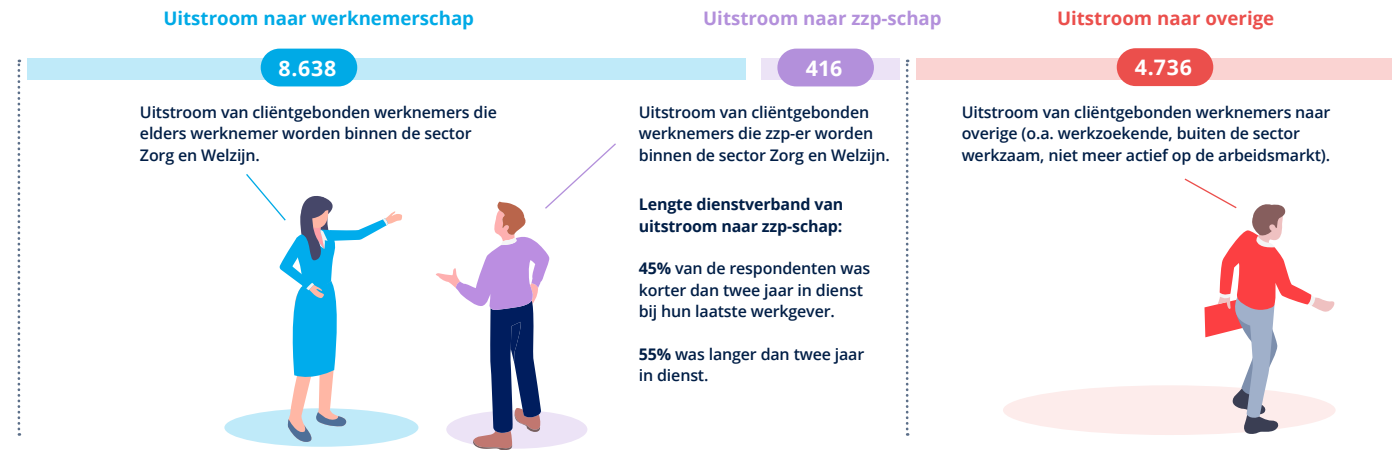 Uitstroom naar werknemerschap
8.638
Uitstroom van cliëntgebonden werknemers die
elders werknemer worden binnen de sector
Zorg en Welzijn.
Uitstroom naar zzp-schap
416
Uitstroom van cliëntgebonden
werknemers die zzp-er worden
binnen de sector Zorg en Welzijn.
Lengte dienstverband van
uitstroom naar zzp-schap:
45% van de respondenten was
korter dan twee jaar in dienst
bij hun laatste werkgever.
55% was langer dan twee jaar
in dienst.
Uitstroom naar overige
4.736
Uitstroom van cliëntgebonden werknemers naar
overige (o.a. werkzoekende, buiten de sector
werkzaam, niet meer actief op de arbeidsmarkt).